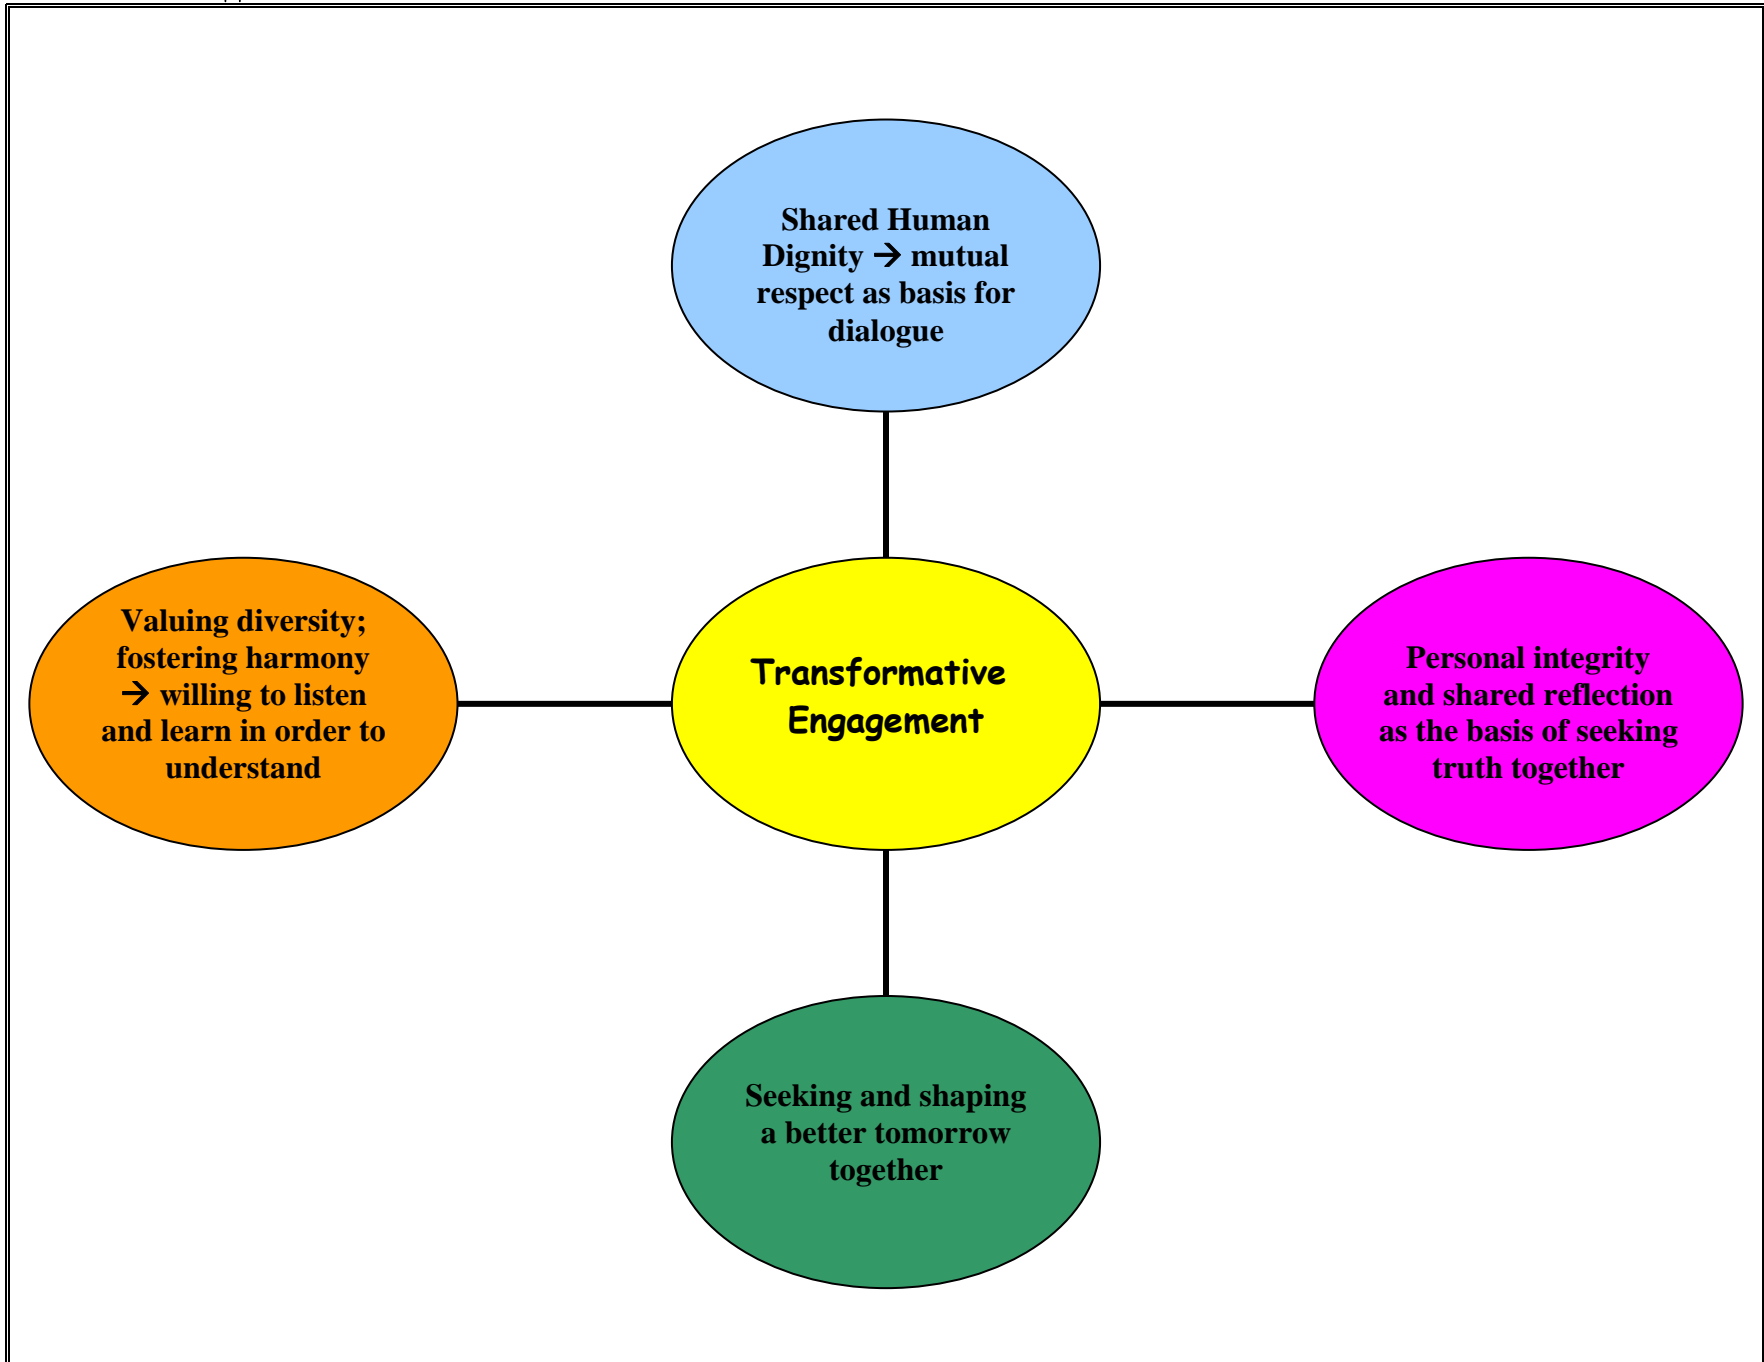 Shared Human
Dignity → mutual
respect as basis for
dialogue
Valuing diversity;
fostering harmony
→ willing to listen
and learn in order to
understand
Transformative
Engagement
Personal integrity
and shared reflection
as the basis of seeking
truth together
Seeking and shaping
a better tomorrow
together